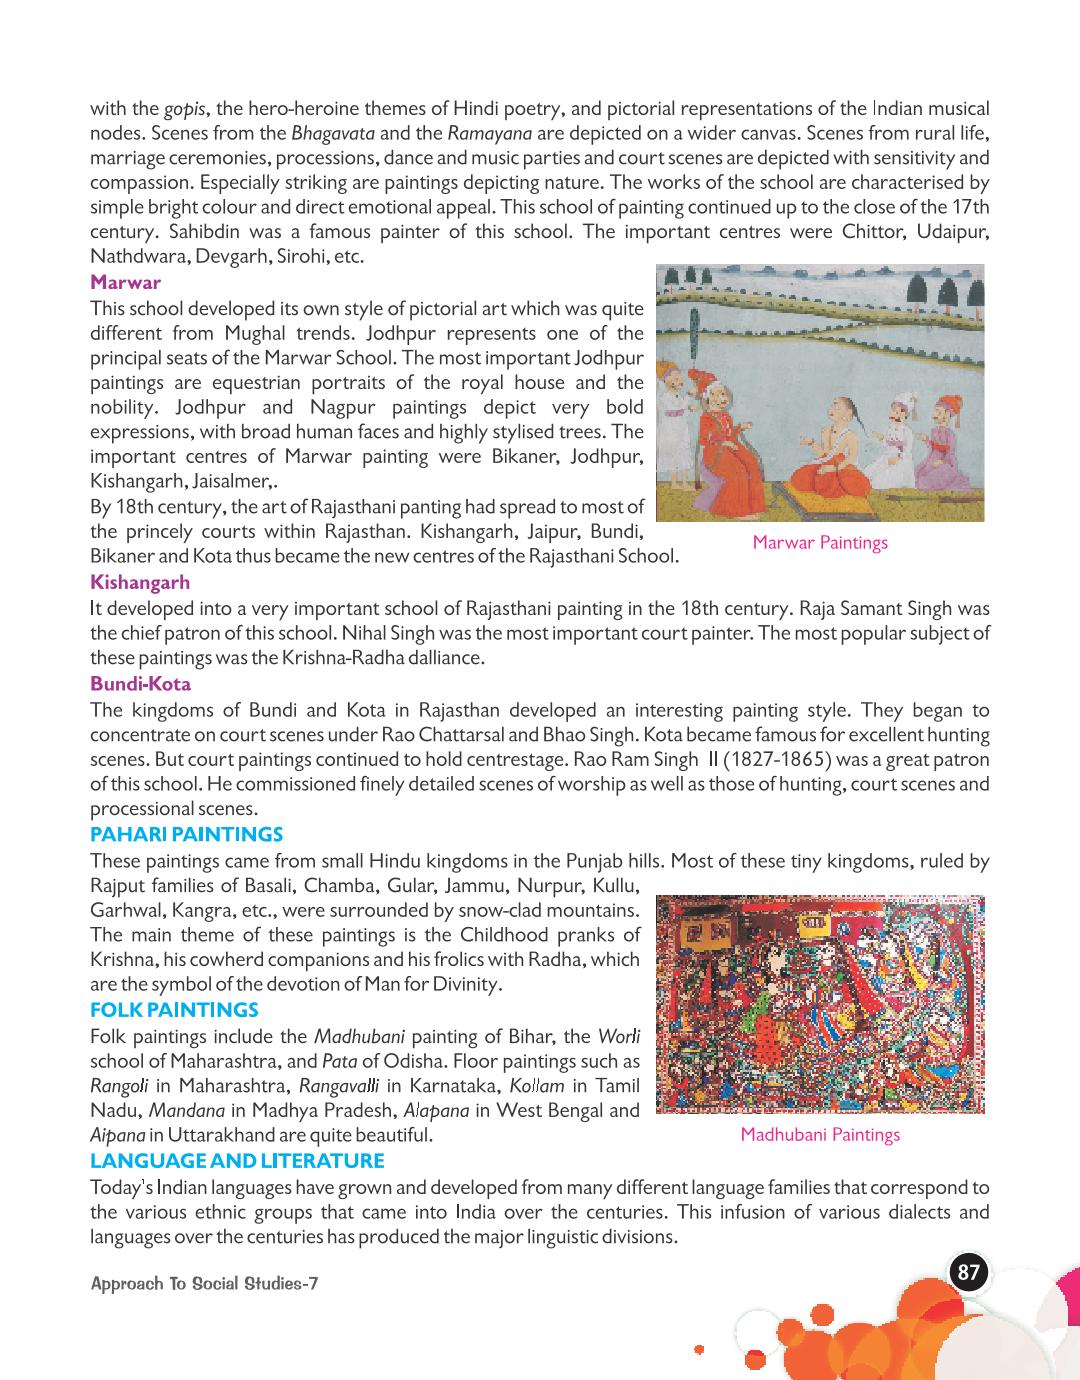 with the gopis, the hero-heroine themes of Hindi poetry, and pictorial representations of the Indian musical
nodes. Scenes from the Bhagavata and the Ramayana are depicted on a wider canvas. Scenes from rural life,
marriage ceremonies, processions, dance and music parties and court scenes are depicted with sensitivity and
compassion. Especially striking are paintings depicting nature. The works of the school are characterised by
simple bright colour and direct emotional appeal. This school of painting continued up to the close of the 17th
century. Sahibdin was a famous painter of this school. The important centres were Chittor, Udaipur,
Nathdwara, Devgarh, Sirohi, etc.
Marwar
This school developed its own style of pictorial art which was quite
different from Mughal trends. Jodhpur represents one of the
principal seats of the Marwar School. The most important Jodhpur
paintings are equestrian portraits of the royal house and the
nobility. Jodhpur and Nagpur paintings depict very bold
expressions, with broad human faces and highly stylised trees. The
important centres of Marwar painting were Bikaner, Jodhpur,
Kishangarh, Jaisalmer,.
By 18th century, the art of Rajasthani panting had spread to most of
the princely courts within Rajasthan. Kishangarh, Jaipur, Bundi,
Bikaner and Kota thus became the new centres of the Rajasthani School.
Marwar Paintings
Kishangarh
It developed into a very important school of Rajasthani painting in the 18th century. Raja Samant Singh was
the chief patron of this school. Nihal Singh was the most important court painter. The most popular subject of
these paintings was the Krishna-Radha dalliance.
Bundi-Kota
The kingdoms of Bundi and Kota in Rajasthan developed an interesting painting style. They began to
concentrate on court scenes under Rao Chattarsal and Bhao Singh. Kota became famous for excellent hunting
scenes. But court paintings continued to hold centrestage. Rao Ram Singh II (1827-1865) was a great patron
of this school. He commissioned finely detailed scenes of worship as well as those of hunting, court scenes and
processional scenes.
PAHARI PAINTINGS
These paintings came from small Hindu kingdoms in the Punjab hills. Most of these tiny kingdoms, ruled by
Rajput families of Basali, Chamba, Gular, Jammu, Nurpur, Kullu,
Garhwal, Kangra, etc., were surrounded by snow-clad mountains.
The main theme of these paintings is the Childhood pranks of
Krishna, his cowherd companions and his frolics with Radha, which
are the symbol of the devotion of Man for Divinity.
FOLK PAINTINGS
Folk paintings include the Madhubani painting of Bihar, the Worli
school of Maharashtra, and Pata of Odisha. Floor paintings such as
Rangoli in Maharashtra, Rangavalli in Karnataka, Kollam in Tamil
Nadu, Mandana in Madhya Pradesh, Alapana in West Bengal and
Aipana in Uttarakhand are quite beautiful.
Madhubani Paintings
LANGUAGE AND LITERATURE
Today's Indian languages have grown and developed from many different language families that correspond to
the various ethnic groups that came into India over the centuries. This infusion of various dialects and
languages over the centuries has produced the major linguistic divisions.
Approach To Social Studies-7
87